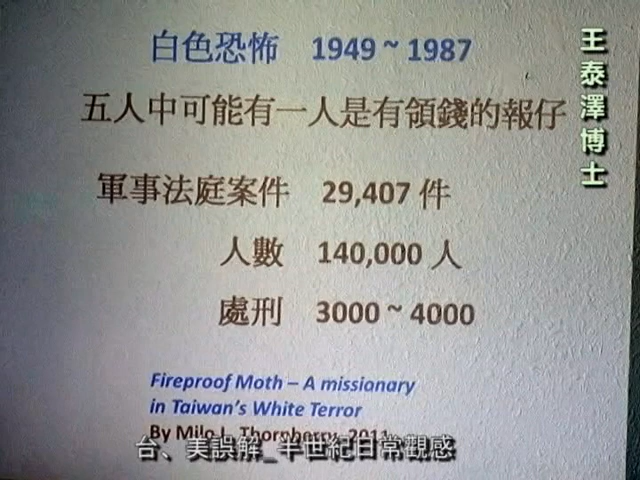 白色恐怖 1949 ~ 1987
五人中可能有一人是有領錢的報仔
軍事法庭案件 29,407 件
人數 140,000 人
處刑 3000 ~ 4000
Fireproof Moth – A missionary
in Taiwan's White Terror
By Milo L. Thornberry, 2011
台、美誤解_半世紀日常觀感
王泰澤博士